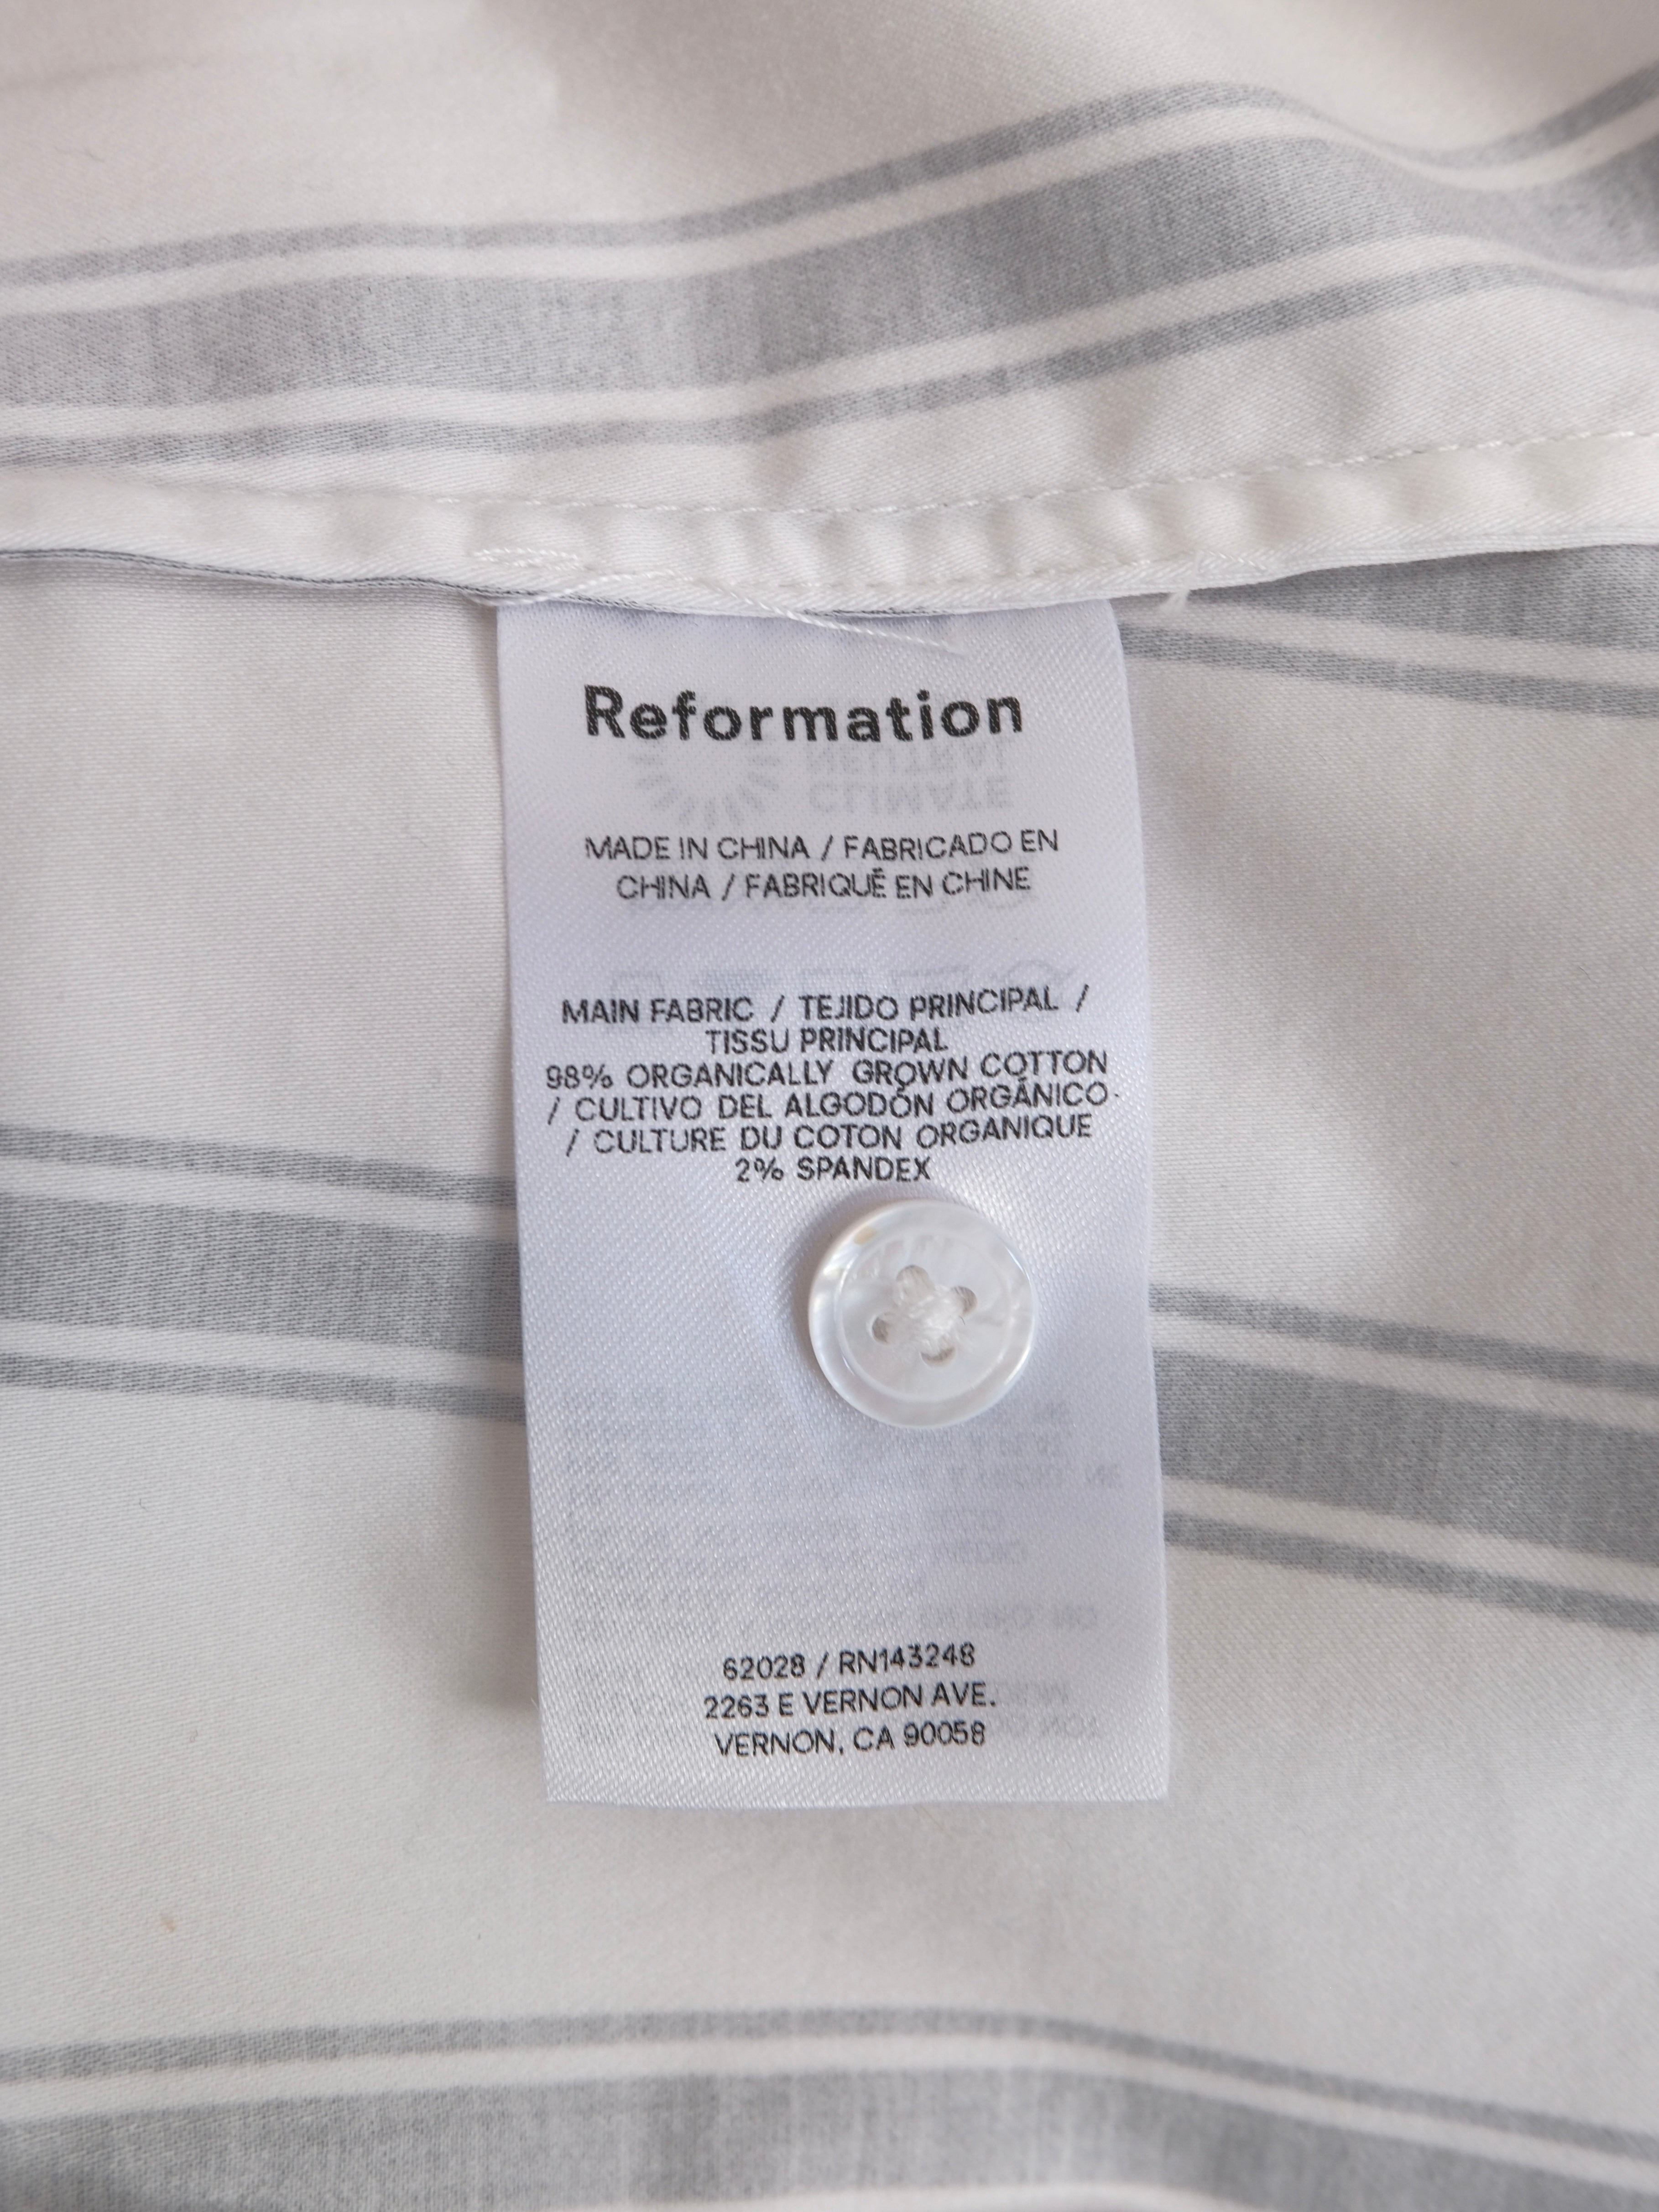 Reformation
MADE IN CHINA / FABRICADO EN
CHINA / FABRIQUÉ EN CHINE
MAIN FABRIC / TEJIDO PRINCIPAL /
TISSU PRINCIPAL
98% ORGANICALLY GROWN COTTON
/ CULTIVO DEL ALGODÓN ORGÁNICO
/ CULTURE DU COTON ORGANIQUE
2% SPANDEX
62028 / RN143248
2263 E VERNON AVE.
VERNON, CA 90058
NEUTRAL
CLIMATE